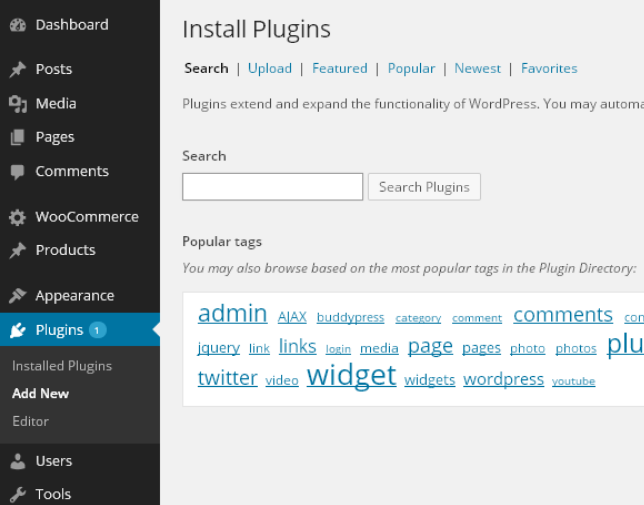 Dashboard
Posts
Media
Pages
Comments
WooCommerce
Products
Appearance
Plugins 1
Installed Plugins
Add New
Editor
Users
Tools
Install Plugins
Search | Upload | Featured | Popular | Newest | Favorites
Plugins extend and expand the functionality of WordPress. You may automa
Search
Search Plugins
Popular tags
You may also browse based on the most popular tags in the Plugin Directory:
admin AJAX buddypress category comment comments con
jquery link links login media page pages photo photos plu
twitter video widget widgets wordpress youtube